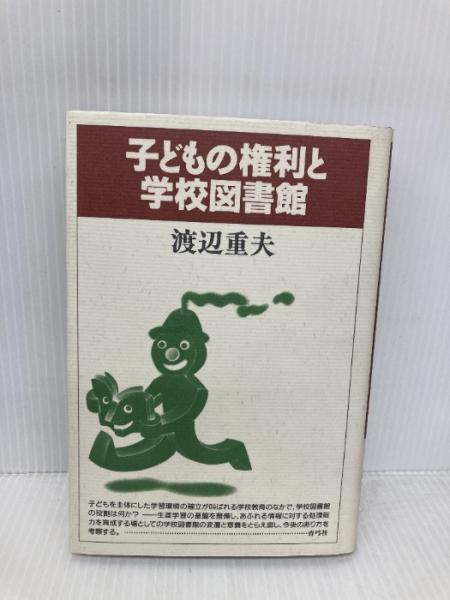 子どもの権利と
学校図書館
渡辺重夫
子どもを主体にした学習環境の確立が叫ばれる学校教育のなかで、学校図書館
の役割は何か？――生涯学習の基盤を整備し、あふれる情報に対する処理能
力を育成する場としての学校図書館の変遷と意義をとらえ直し、今後のあり方を
考察する。――青弓社